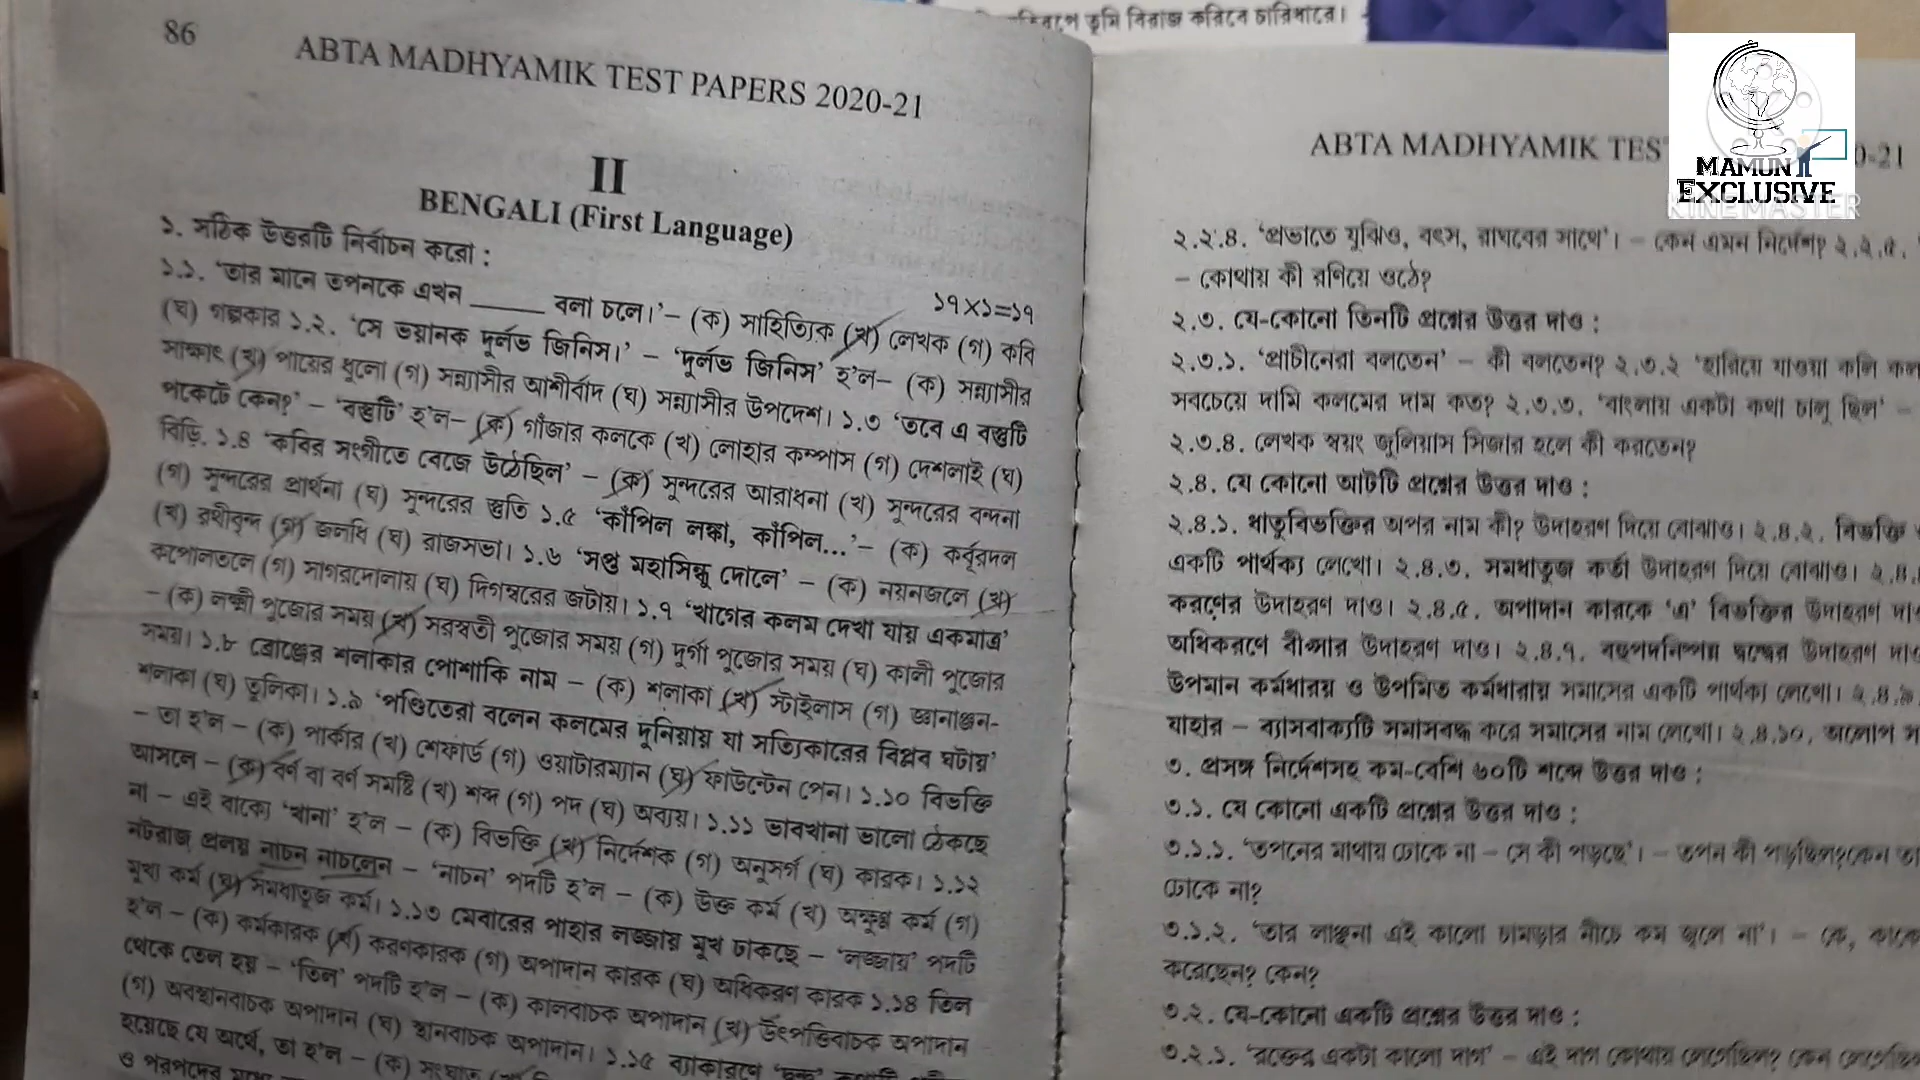 রূপে তুমি বিরাজ করিবে চারিধারে।
86
ABTA MADHYAMIK TEST PAPERS 2020-21
II
BENGALI (First Language)
১. সঠিক উত্তরটি নির্বাচন করো :
১৭×১=১৭
১.১. 'তার মানে তপনকে এখন ______ বলা চলে।'– (ক) সাহিত্যিক (খ) লেখক (গ) কবি
(ঘ) গল্পকার ১.২. 'সে ভয়ানক দুর্লভ জিনিস।' – 'দুর্লভ জিনিস' হ'ল– (ক) সন্ন্যাসীর
সাক্ষাৎ (খ) পায়ের ধুলো (গ) সন্ন্যাসীর আশীর্বাদ (ঘ) সন্ন্যাসীর উপদেশ। ১.৩ 'তবে এ বস্তুটি
পকেটে কেন?' – 'বস্তুটি' হ'ল– (ক) গাঁজার কলকে (খ) লোহার কম্পাস (গ) দেশলাই (ঘ)
বিড়ি. ১.৪ 'কবির সংগীতে বেজে উঠেছিল' – (ক) সুন্দরের আরাধনা (খ) সুন্দরের বন্দনা
(গ) সুন্দরের প্রার্থনা (ঘ) সুন্দরের স্তুতি ১.৫ 'কাঁপিল লঙ্কা, কাঁপিল...'– (ক) কর্বূরদল
(খ) রথীবৃন্দ (গ) জলধি (ঘ) রাজসভা। ১.৬ 'সপ্ত মহাসিন্ধু দোলে' – (ক) নয়নজলে (খ)
কপোলতলে (গ) সাগরদোলায় (ঘ) দিগম্বরের জটায়। ১.৭ 'খাগের কলম দেখা যায় একমাত্র'
– (ক) লক্ষ্মী পুজোর সময় (খ) সরস্বতী পুজোর সময় (গ) দুর্গা পুজোর সময় (ঘ) কালী পুজোর
সময়। ১.৮ ব্রোঞ্জের শলাকার পোশাকি নাম – (ক) শলাকা (খ) স্টাইলাস (গ) জ্ঞানাঞ্জন-
শলাকা (ঘ) তূলিকা। ১.৯ 'পণ্ডিতেরা বলেন কলমের দুনিয়ায় যা সত্যিকারের বিপ্লব ঘটায়'
– তা হ'ল – (ক) পার্কার (খ) শেফার্ড (গ) ওয়াটারম্যান (ঘ) ফাউন্টেন পেন। ১.১০ বিভক্তি
আসলে – (ক) বর্ণ বা বর্ণ সমষ্টি (খ) শব্দ (গ) পদ (ঘ) অব্যয়। ১.১১ ভাবখানা ভালো ঠেকছে
না – এই বাক্যে 'খানা' হ'ল – (ক) বিভক্তি (খ) নির্দেশক (গ) অনুসর্গ (ঘ) কারক। ১.১২
নটরাজ প্রলয় নাচন নাচলেন – 'নাচন' পদটি হ'ল – (ক) উক্ত কর্ম (খ) অক্ষুণ্ণ কর্ম (গ)
মুখ্য কর্ম (ঘ) সমধাতুজ কর্ম। ১.১৩ মেবারের পাহার লজ্জায় মুখ ঢাকছে – 'লজ্জায়' পদটি
হ'ল – (ক) কর্মকারক (খ) করণকারক (গ) অপাদান কারক (ঘ) অধিকরণ কারক ১.১৪ তিল
থেকে তেল হয় – 'তিল' পদটি হ'ল – (ক) কালবাচক অপাদান (খ) উৎপত্তিবাচক অপাদান
(গ) অবস্থানবাচক অপাদান (ঘ) স্থানবাচক অপাদান। ১.১৫ ব্যাকারণে 'দ্বন্দ্ব'
হয়েছে যে অর্থে, তা হ'ল – (ক) সংঘাত (খ)
ও পরপদের
ABTA MADHYAMIK TES 0-21
২.২.৪. 'প্রভাতে যুঝিও, বৎস, রাঘবের সাথে'। – কেন এমন নির্দেশ? ২.২.৫.
– কোথায় কী রণিয়ে ওঠে?
২.৩. যে-কোনো তিনটি প্রশ্নের উত্তর দাও :
২.৩.১. 'প্রাচীনেরা বলতেন' – কী বলতেন? ২.৩.২ 'হারিয়ে যাওয়া কালি কল
সবচেয়ে দামি কলমের দাম কত? ২.৩.৩. 'বাংলায় একটা কথা চালু ছিল' –
২.৩.৪. লেখক স্বয়ং জুলিয়াস সিজার হলে কী করতেন?
২.৪. যে কোনো আটটি প্রশ্নের উত্তর দাও :
২.৪.১. ধাতুবিভক্তির অপর নাম কী? উদাহরণ দিয়ে বোঝাও। ২.৪.২. বিভক্তি
একটি পার্থক্য লেখো। ২.৪.৩. সমধাতুজ কর্তা উদাহরণ দিয়ে বোঝাও। ২.৪.
করণের উদাহরণ দাও। ২.৪.৫. অপাদান কারকে 'এ' বিভক্তির উদাহরণ দা
অধিকরণে বীপ্সার উদাহরণ দাও। ২.৪.৭. বহুপদনিষ্পন্ন দ্বন্দ্বের উদাহরণ দা
উপমান কর্মধারয় ও উপমিত কর্মধারায় সমাসের একটি পার্থক্য লেখো। ২.৪.৯
যাহার – ব্যাসবাক্যটি সমাসবদ্ধ করে সমাসের নাম লেখো। ২.৪.১০. অলোপ স
৩. প্রসঙ্গ নির্দেশসহ কম-বেশি ৬০টি শব্দে উত্তর দাও :
৩.১. যে কোনো একটি প্রশ্নের উত্তর দাও :
৩.১.১. 'তপনের মাথায় ঢোকে না – সে কী পড়ছে'। – তপন কী পড়ছিল?কেন তা
ঢোকে না?
৩.১.২. 'তার লাঞ্ছনা এই কালো চামড়ার নীচে কম জ্বলে না'। – কে, কাকে
করেছেন? কেন?
৩.২. যে-কোনো একটি প্রশ্নের উত্তর দাও :
৩.২.১. 'রক্তের একটা কালো দাগ' – এই দাগ কোথায় লেগেছিল? কেন লেগেছিল
MAMUN
EXCLUSIVE
KINEMASTER